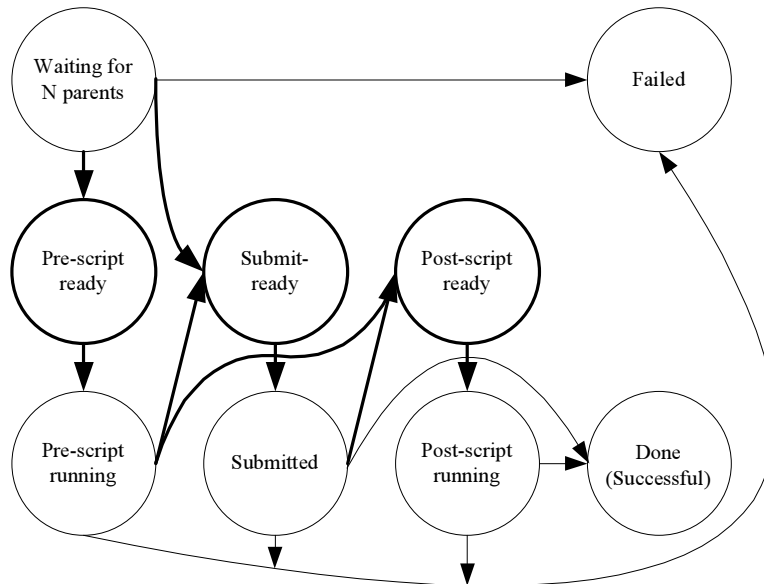 Waiting for
N parents
Failed
Pre-script
ready
Submit-
ready
Post-script
ready
Pre-script
running
Submitted
Post-script
running
Done
(Successful)